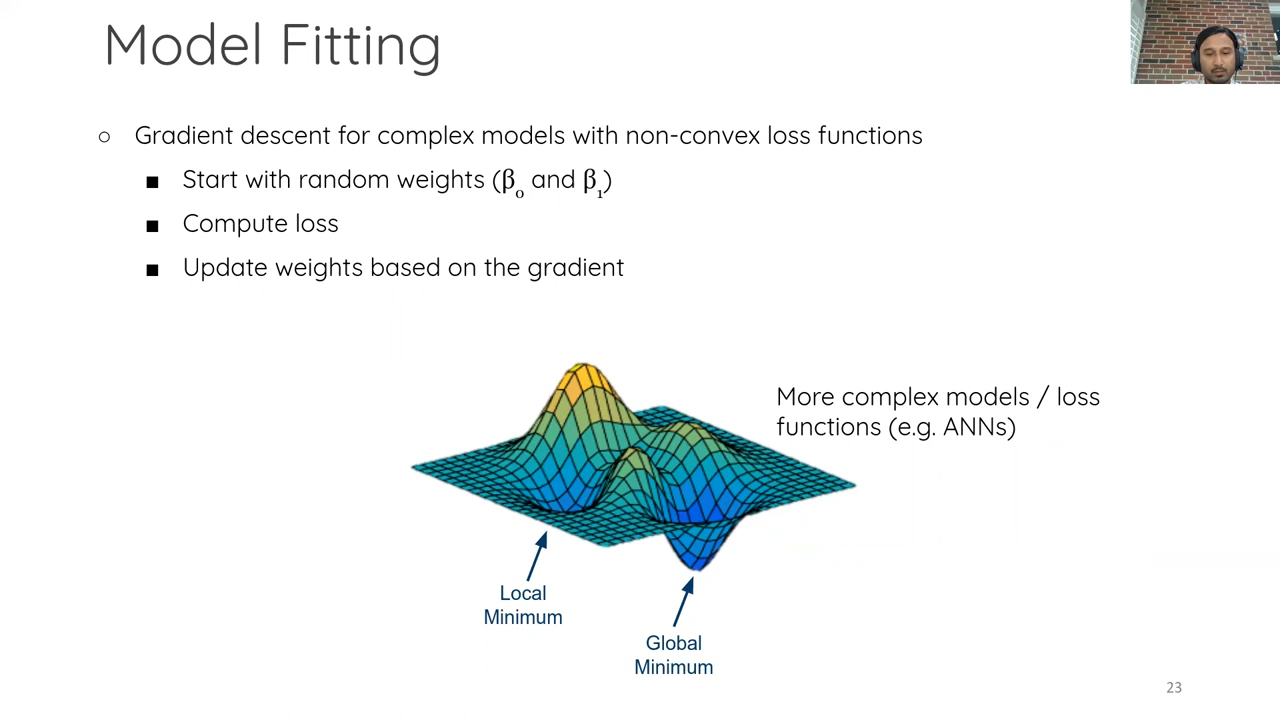 Model Fitting
○ Gradient descent for complex models with non-convex loss functions
■ Start with random weights (β₀ and β₁)
■ Compute loss
■ Update weights based on the gradient
More complex models / loss
functions (e.g. ANNs)
Local
Minimum
Global
Minimum
23